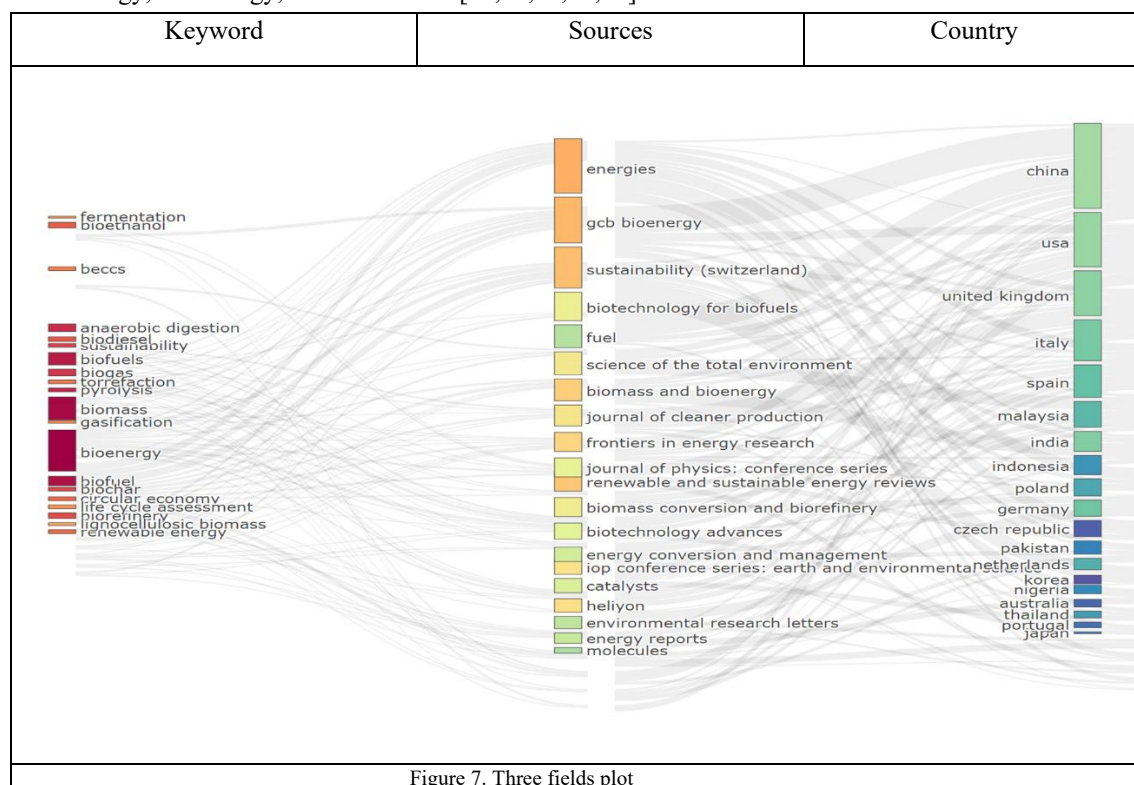 Keyword
Sources
Country
fermentation
bioethanol
beccs
anaerobic digestion
biodiesel
sustainability
biofuels
biogas
torrefaction
pyrolysis
biomass
gasification
bioenergy
biofuel
biochar
circular economy
life cycle assessment
biorefinery
lignocellulosic biomass
renewable energy
energies
gcb bioenergy
sustainability (switzerland)
biotechnology for biofuels
fuel
science of the total environment
biomass and bioenergy
journal of cleaner production
frontiers in energy research
journal of physics: conference series
renewable and sustainable energy reviews
biomass conversion and biorefinery
biotechnology advances
energy conversion and management
iop conference series: earth and environmental
catalysts
heliyon
environmental research letters
energy reports
molecules
china
usa
united kingdom
italy
spain
malaysia
india
indonesia
poland
germany
czech republic
pakistan
netherlands
korea
nigeria
australia
thailand
portugal
japan
Figure 7. Three fields plot